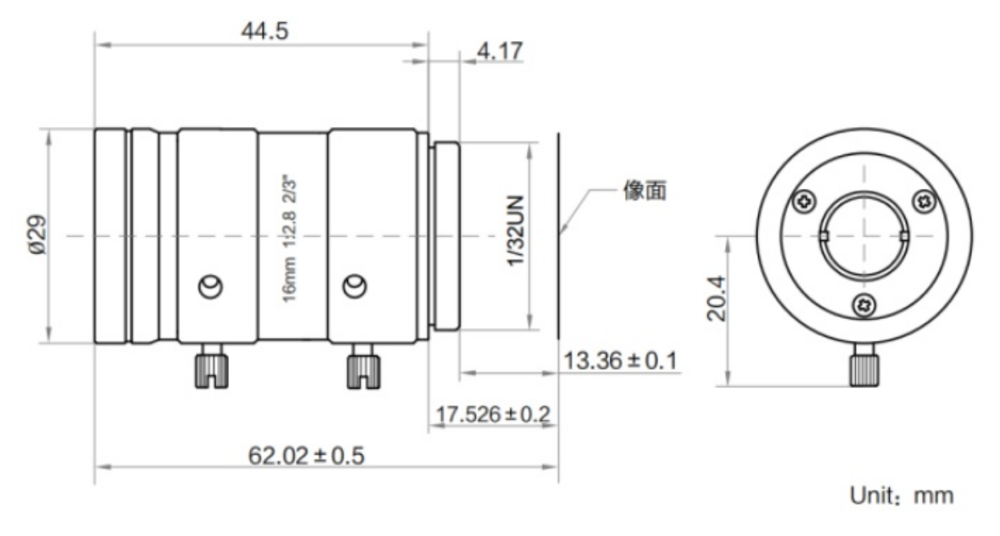 44.5
4.17
ø29
16mm 1:2.8 2/3"
1/32UN
像面
20.4
13.36±0.1
17.526±0.2
62.02±0.5
Unit：mm